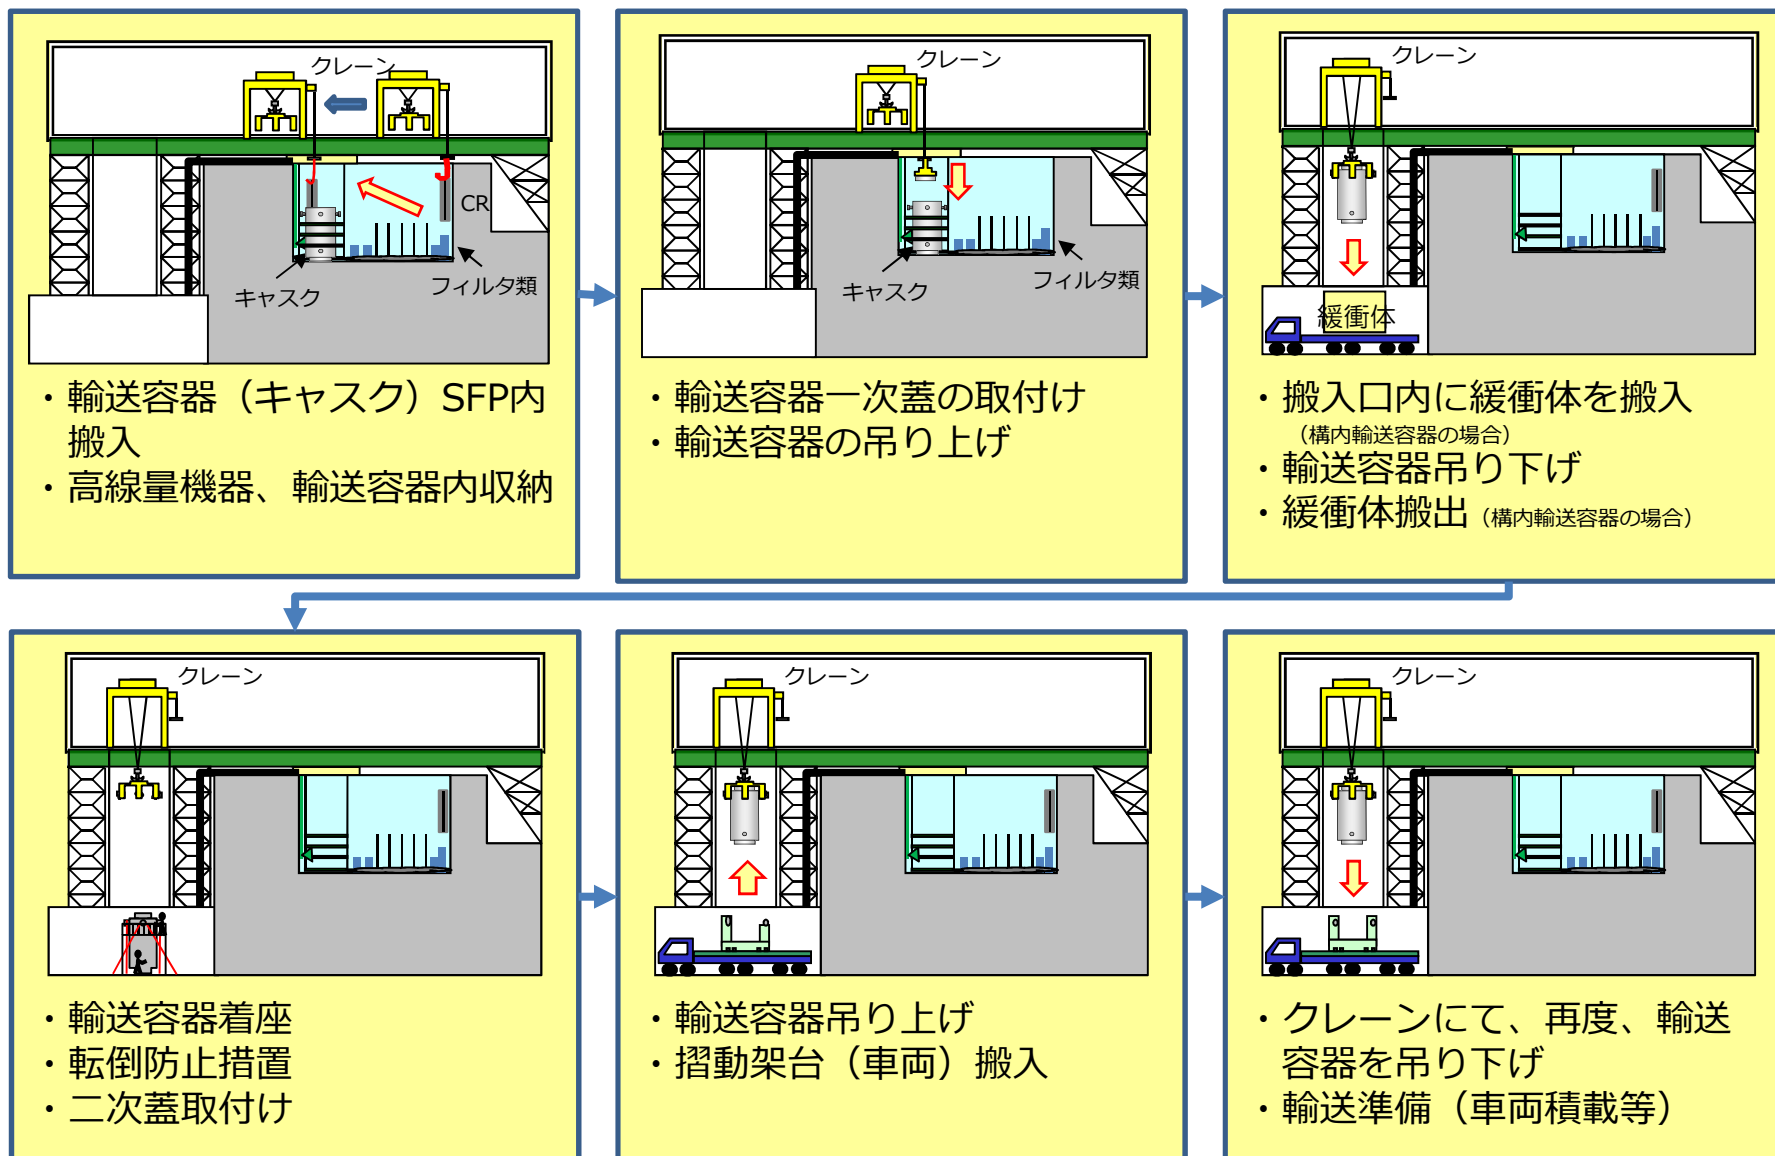 クレーン
CR
キャスク
フィルタ類
・輸送容器（キャスク）SFP内
搬入
・高線量機器、輸送容器内収納
クレーン
キャスク
フィルタ類
・輸送容器一次蓋の取付け
・輸送容器の吊り上げ
クレーン
緩衝体
・搬入口内に緩衝体を搬入
（構内輸送容器の場合）
・輸送容器吊り下げ
・緩衝体搬出（構内輸送容器の場合）
クレーン
・輸送容器着座
・転倒防止措置
・二次蓋取付け
クレーン
・輸送容器吊り上げ
・摺動架台（車両）搬入
クレーン
・クレーンにて、再度、輸送
容器を吊り下げ
・輸送準備（車両積載等）